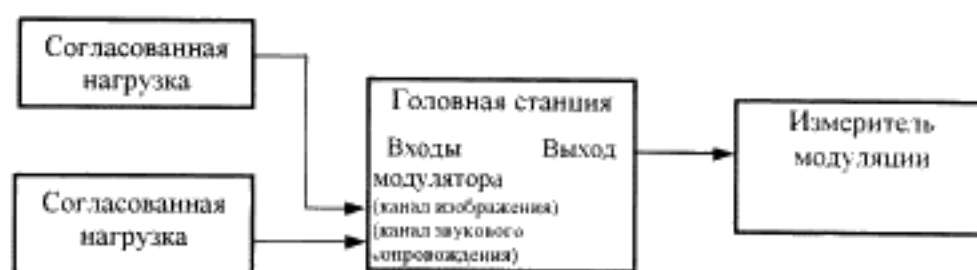 Согласованная
нагрузка
Согласованная
нагрузка
Головная станция
Входы Выход
модулятора
(канал изображения)
(канал звукового
сопровождения)
Измеритель
модуляции